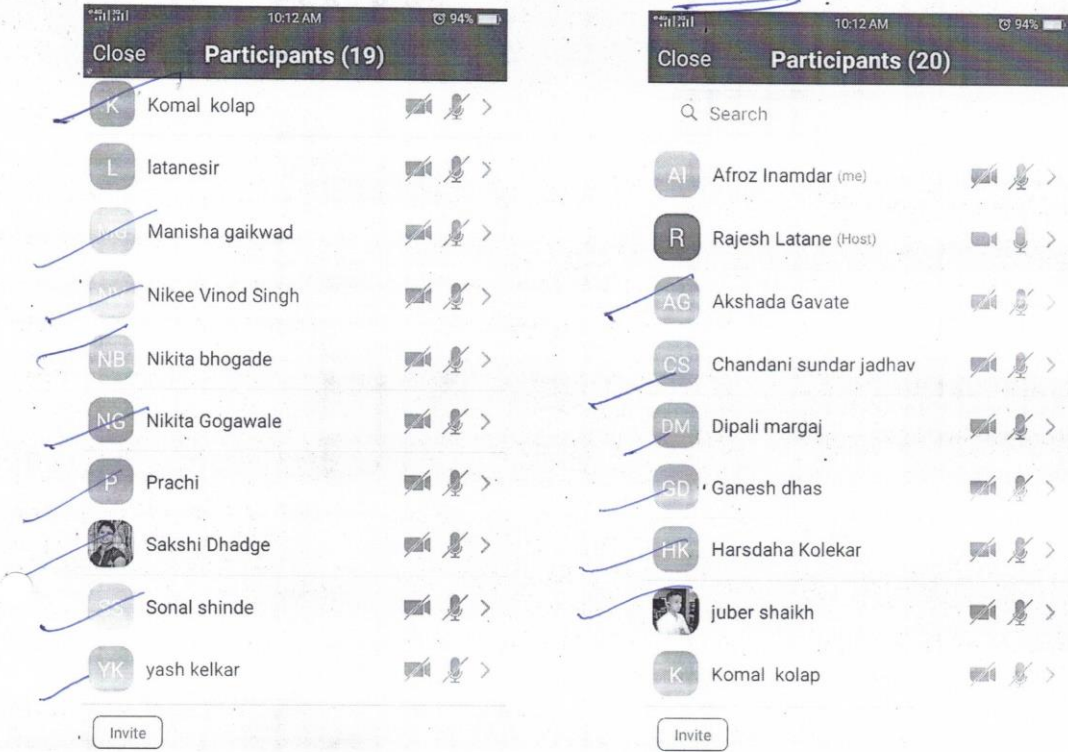 10:12 AM 94%
Close Participants (19)
K Komal kolap
L latanesir
Manisha gaikwad
Nikee Vinod Singh
NB Nikita bhogade
NG Nikita Gogawale
P Prachi
Sakshi Dhadge
SS Sonal shinde
YK yash kelkar
Invite
10:12 AM 94%
Close Participants (20)
Search
AI Afroz Inamdar (me)
R Rajesh Latane (Host)
AG Akshada Gavate
CS Chandani sundar jadhav
DM Dipali margaj
GD Ganesh dhas
HK Harsdaha Kolekar
juber shaikh
K Komal kolap
Invite